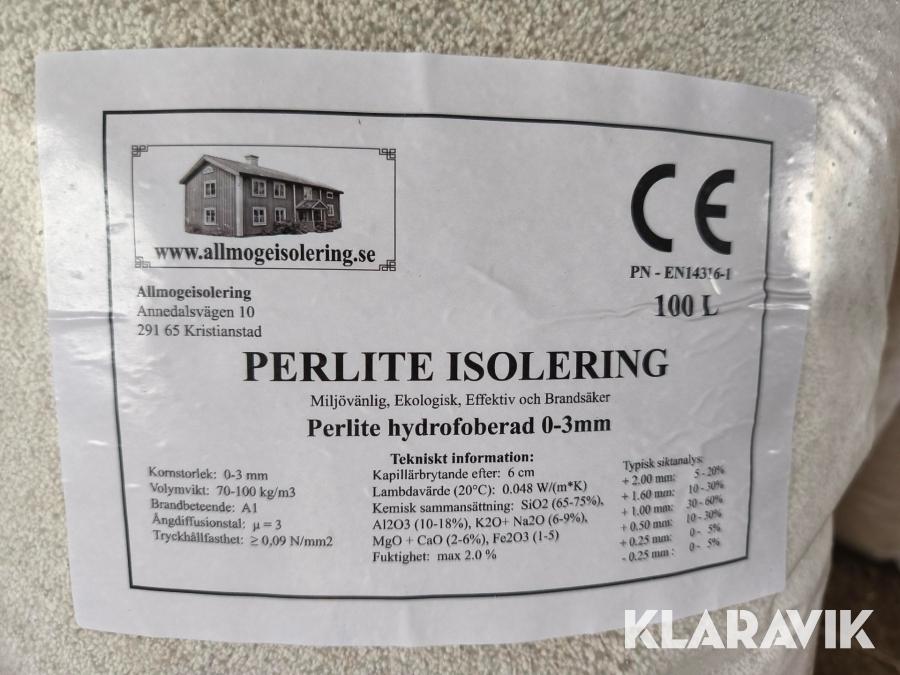 www.allmogeisolering.se
CE
PN - EN14316-1
100 L
Allmogeisolering
Annedalsvägen 10
291 65 Kristianstad
PERLITE ISOLERING
Miljövänlig, Ekologisk, Effektiv och Brandsäker
Perlite hydrofoberad 0-3mm
Kornstorlek: 0-3 mm
Volymvikt: 70-100 kg/m3
Brandbeteende: A1
Ångdiffusionstal: μ = 3
Tryckhållfasthet: ≥ 0,09 N/mm2
Tekniskt information:
Kapillärbrytande efter: 6 cm
Lambdavärde (20°C): 0.048 W/(m*K)
Kemisk sammansättning: SiO2 (65-75%),
Al2O3 (10-18%), K2O+ Na2O (6-9%),
MgO + CaO (2-6%), Fe2O3 (1-5)
Fuktighet: max 2.0 %
Typisk siktanalys:
+ 2.00 mm: 5 - 20%
+ 1.60 mm: 10 - 30%
+ 1.00 mm: 30 - 60%
+ 0.50 mm: 10 - 30%
+ 0.25 mm: 0 - 5%
- 0.25 mm : 0 - 5%
KLARAVIK